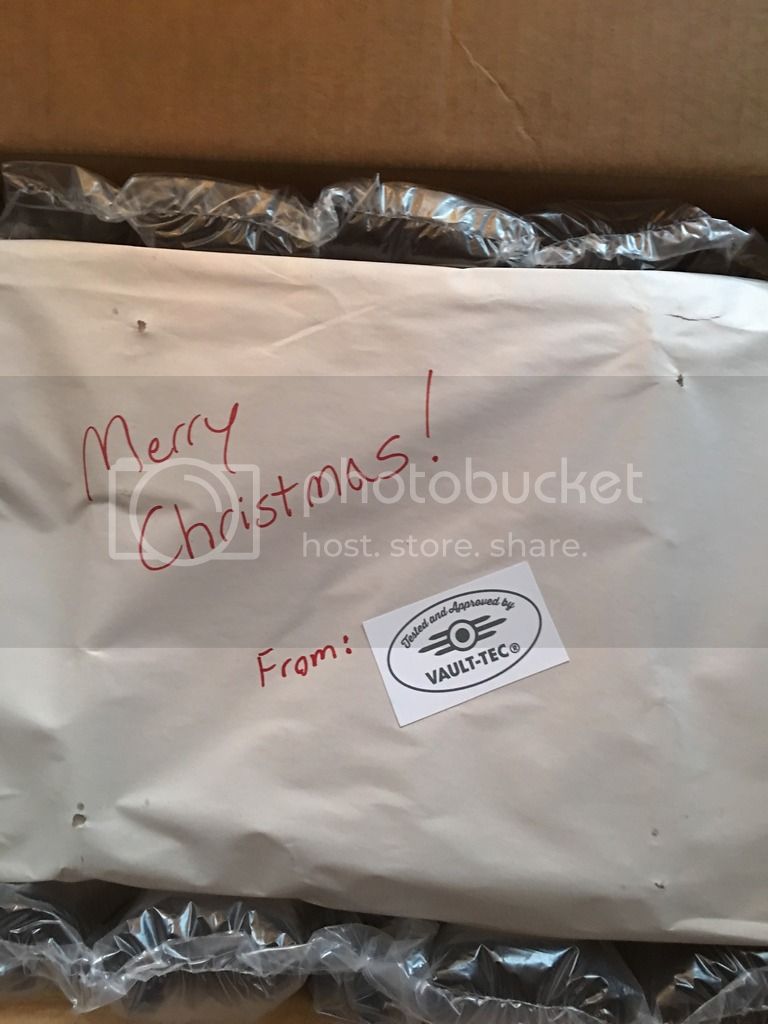 Merry
Christmas!
photobucket
host. store. share.
From:
Tested and Approved by
VAULT-TEC®